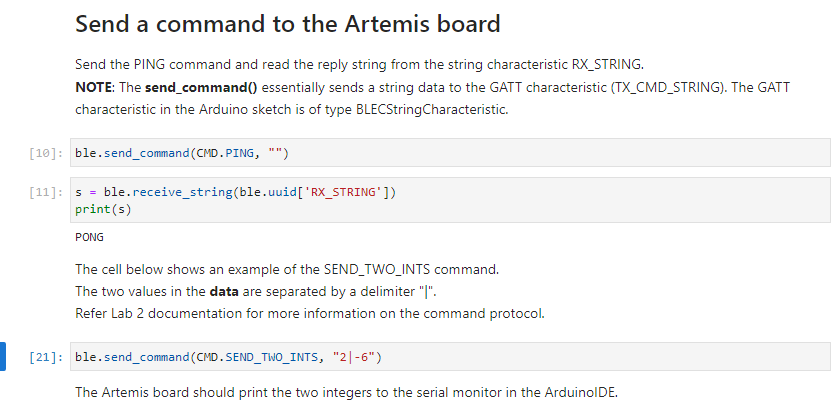 Send a command to the Artemis board
Send the PING command and read the reply string from the string characteristic RX_STRING.
NOTE: The send_command() essentially sends a string data to the GATT characteristic (TX_CMD_STRING). The GATT
characteristic in the Arduino sketch is of type BLECStringCharacteristic.
[10]: ble.send_command(CMD.PING, "")
[11]: s = ble.receive_string(ble.uuid['RX_STRING'])
print(s)
PONG
The cell below shows an example of the SEND_TWO_INTS command.
The two values in the data are separated by a delimiter "|".
Refer Lab 2 documentation for more information on the command protocol.
[21]: ble.send_command(CMD.SEND_TWO_INTS, "2|-6")
The Artemis board should print the two integers to the serial monitor in the ArduinoIDE.